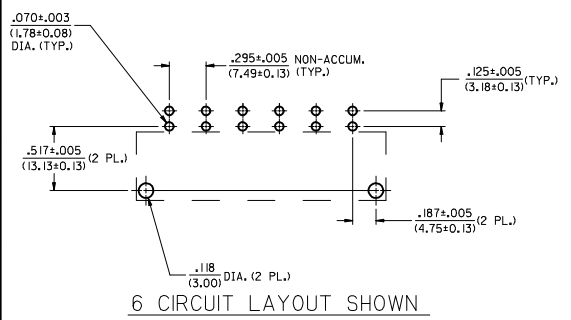 .070±.003
(1.78±0.08)
DIA. (TYP.)
.295±.005 NON-ACCUM.
(7.49±0.13) (TYP.)
.125±.005 (TYP.)
(3.18±0.13)
.517±.005 (2 PL.)
(13.13±0.13)
.187±.005 (2 PL.)
(4.75±0.13)
.118 DIA. (2 PL.)
(3.00)
6 CIRCUIT LAYOUT SHOWN